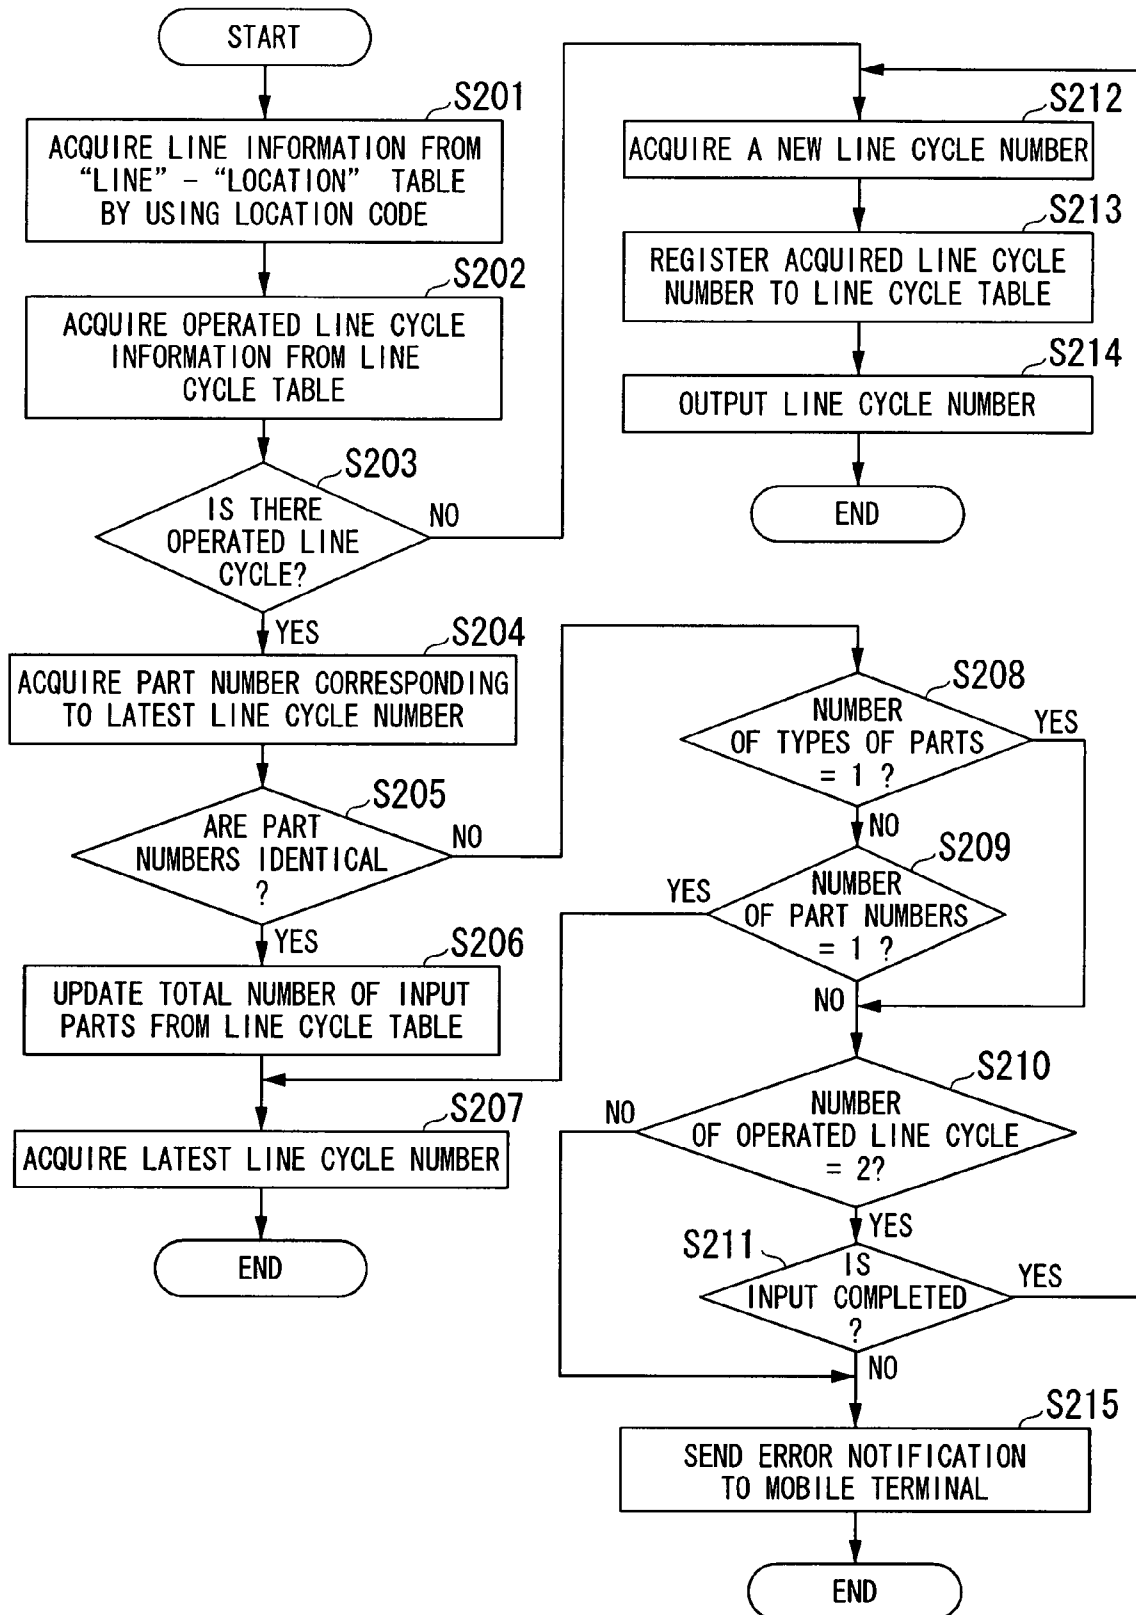 START
S201
ACQUIRE LINE INFORMATION FROM
“LINE” - “LOCATION” TABLE
BY USING LOCATION CODE
S202
ACQUIRE OPERATED LINE CYCLE
INFORMATION FROM LINE
CYCLE TABLE
S203
IS THERE
OPERATED LINE
CYCLE?
NO
YES
S204
ACQUIRE PART NUMBER CORRESPONDING
TO LATEST LINE CYCLE NUMBER
S205
ARE PART
NUMBERS IDENTICAL
?
NO
YES
S206
UPDATE TOTAL NUMBER OF INPUT
PARTS FROM LINE CYCLE TABLE
S207
ACQUIRE LATEST LINE CYCLE NUMBER
END
S212
ACQUIRE A NEW LINE CYCLE NUMBER
S213
REGISTER ACQUIRED LINE CYCLE
NUMBER TO LINE CYCLE TABLE
S214
OUTPUT LINE CYCLE NUMBER
END
S208
NUMBER
OF TYPES OF PARTS
= 1 ?
YES
NO
S209
NUMBER
OF PART NUMBERS
= 1 ?
YES
NO
S210
NUMBER
OF OPERATED LINE CYCLE
= 2?
NO
YES
S211
IS
INPUT COMPLETED
?
YES
NO
S215
SEND ERROR NOTIFICATION
TO MOBILE TERMINAL
END